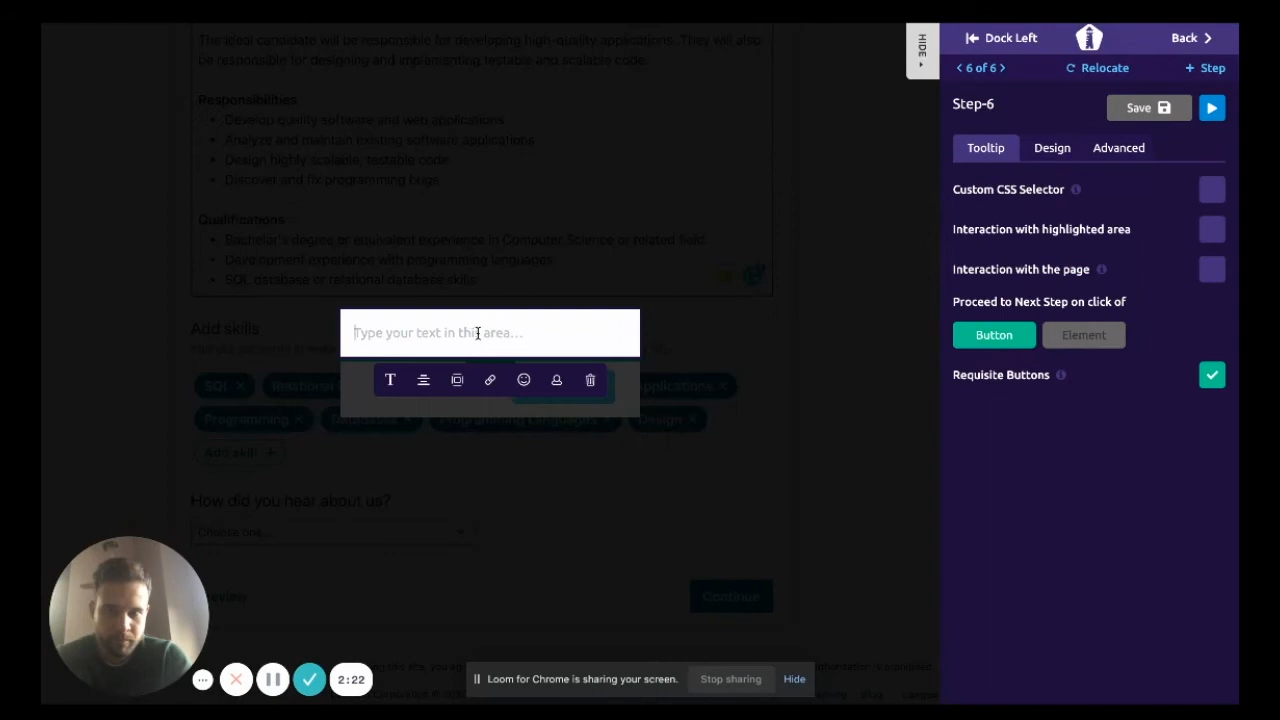 The ideal candidate will be responsible for developing high-quality applications. They will also
be responsible for designing and implementing testable and scalable code.
Responsibilities
Develop quality software and web applications
Analyze and maintain existing software applications
Design highly scalable, testable code
Discover and fix programming bugs
Qualifications
Bachelor's degree or equivalent experience in Computer Science or related field
Development experience with programming languages
SQL database or relational database skills
Add skills
Type your text in this area...
SQL
Relational
Applications
Programming
Databases
Programming Languages
Design
Add skill +
How did you hear about us?
Choose one...
Preview
Continue
2:22
Loom for Chrome is sharing your screen.
Stop sharing
Hide
HIDE
Dock Left
Back
6 of 6
Relocate
+ Step
Step-6
Save
Tooltip
Design
Advanced
Custom CSS Selector
Interaction with highlighted area
Interaction with the page
Proceed to Next Step on click of
Button
Element
Requisite Buttons